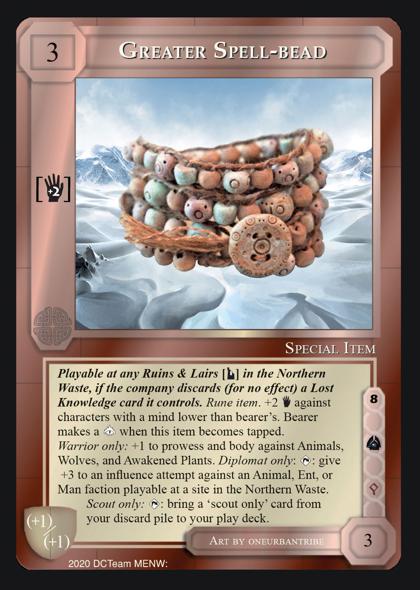 3
GREATER SPELL-BEAD
[+2]
SPECIAL ITEM
Playable at any Ruins & Lairs [] in the Northern
Waste, if the company discards (for no effect) a Lost
Knowledge card it controls. Rune item. +2 against
characters with a mind lower than bearer's. Bearer
makes a when this item becomes tapped.
Warrior only: +1 to prowess and body against Animals,
Wolves, and Awakened Plants. Diplomat only: : give
+3 to an influence attempt against an Animal, Ent, or
Man faction playable at a site in the Northern Waste.
Scout only: : bring a 'scout only' card from
your discard pile to your play deck.
8
(+1)/(+1)
ART BY ONEURBANTRIBE
3
2020 DCTeam MENW: